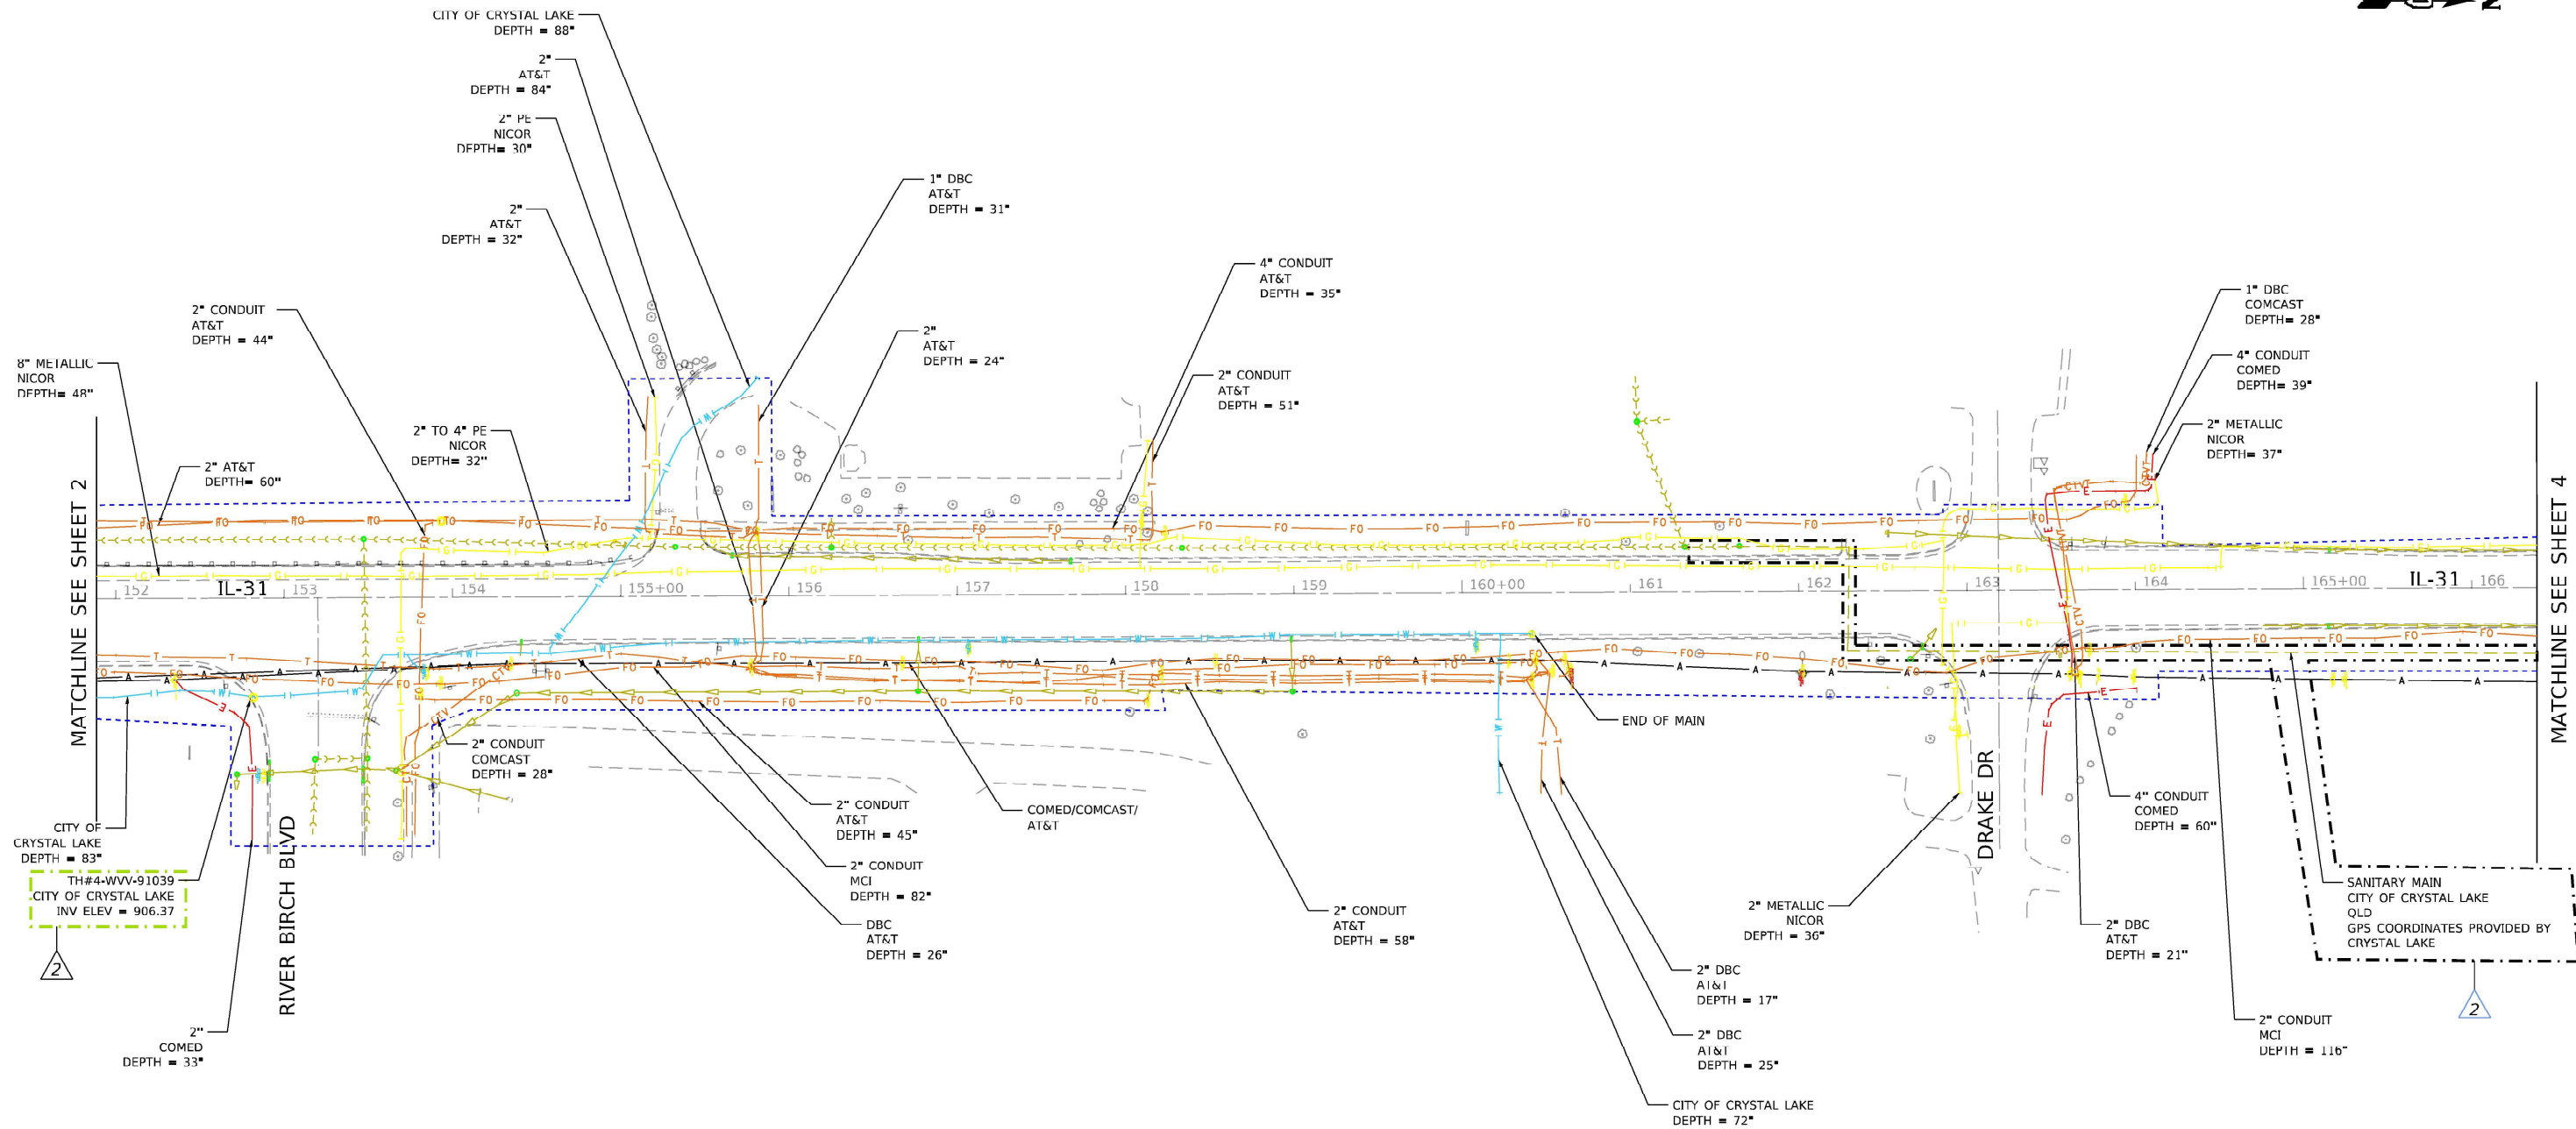 Z
CITY OF CRYSTAL LAKE
DEPTH = 88"
2"
AT&T
DEPTH = 84"
2" PE
NICOR
DEPTH= 30"
2"
AT&T
DEPTH = 32"
1" DBC
AT&T
DEPTH = 31"
4" CONDUIT
AT&T
DEPTH = 35"
2" CONDUIT
AT&T
DEPTH = 44"
2"
AT&T
DEPTH = 24"
2" CONDUIT
AT&T
DEPTH = 51"
1" DBC
COMCAST
DEPTH= 28"
4" CONDUIT
COMED
DEPTH= 39"
2" METALLIC
NICOR
DEPTH= 37"
8" METALLIC
NICOR
DEPTH= 48"
2" TO 4" PE
NICOR
DEPTH= 32"
2" AT&T
DEPTH= 60"
MATCHLINE SEE SHEET 2
MATCHLINE SEE SHEET 4
152
IL-31
153
154
155+00
156
157
158
159
160+00
161
162
163
164
165+00
IL-31
166
END OF MAIN
2" CONDUIT
COMCAST
DEPTH = 28"
2" CONDUIT
AT&T
DEPTH = 45"
COMED/COMCAST/
AT&T
2" CONDUIT
MCI
DEPTH = 82"
DBC
AT&T
DEPTH = 26"
2" CONDUIT
AT&T
DEPTH = 58"
CITY OF
CRYSTAL LAKE
DEPTH = 83"
TH#4-WVV-91039
CITY OF CRYSTAL LAKE
INV ELEV = 906.37
2
RIVER BIRCH BLVD
2"
COMED
DEPTH = 33"
2" METALLIC
NICOR
DEPTH = 36"
2" DBC
AT&T
DEPTH = 17"
2" DBC
AT&T
DEPTH = 25"
CITY OF CRYSTAL LAKE
DEPTH = 72"
DRAKE DR
4" CONDUIT
COMED
DEPTH = 60"
2" DBC
AT&T
DEPTH = 21"
SANITARY MAIN
CITY OF CRYSTAL LAKE
QLD
GPS COORDINATES PROVIDED BY
CRYSTAL LAKE
2
2" CONDUIT
MCI
DEPTH = 116"